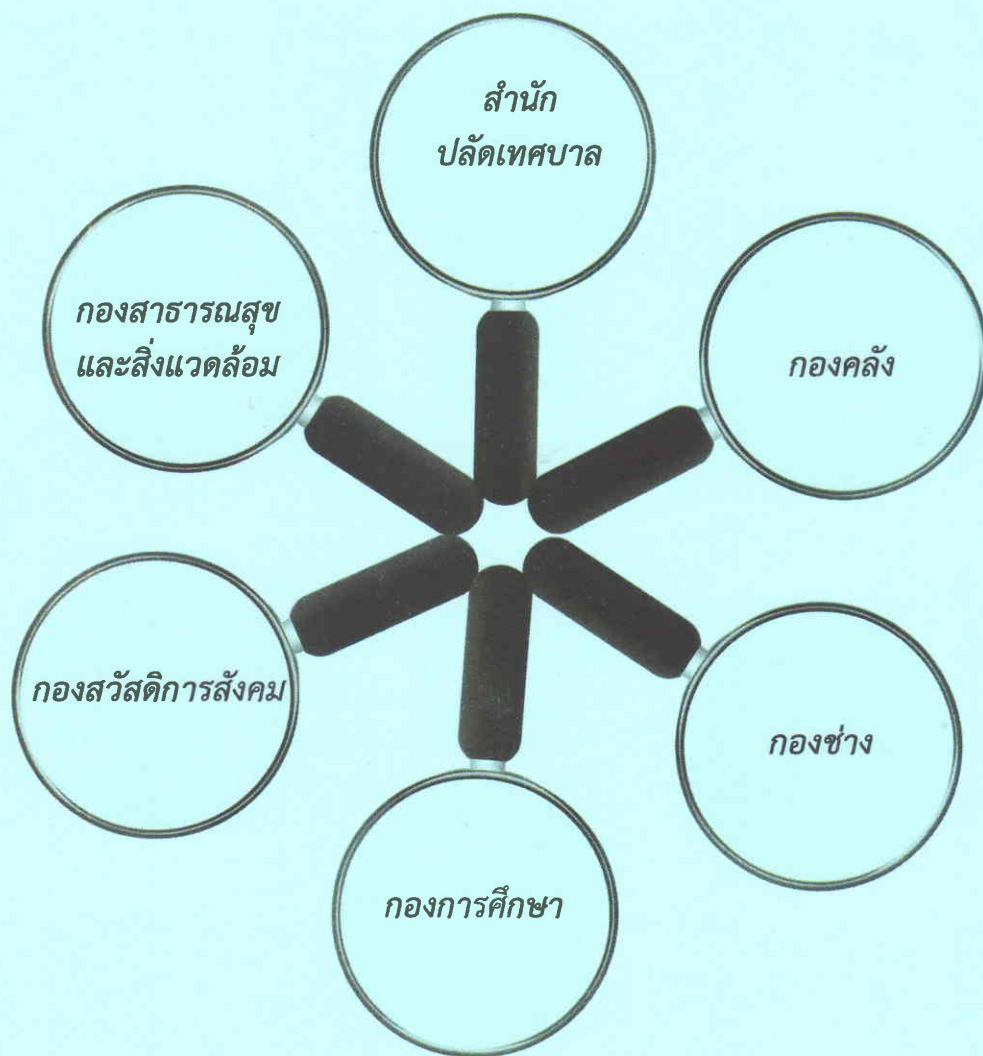 สำนัก
ปลัดเทศบาล
กองสาธารณสุข
และสิ่งแวดล้อม
กองคลัง
กองสวัสดิการสังคม
กองช่าง
กองการศึกษา